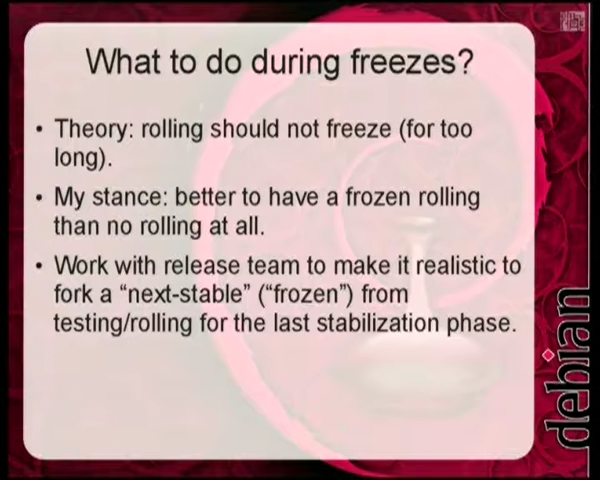 What to do during freezes?
• Theory: rolling should not freeze (for too
long).
• My stance: better to have a frozen rolling
than no rolling at all.
• Work with release team to make it realistic to
fork a “next-stable” (“frozen”) from
testing/rolling for the last stabilization phase.
debian